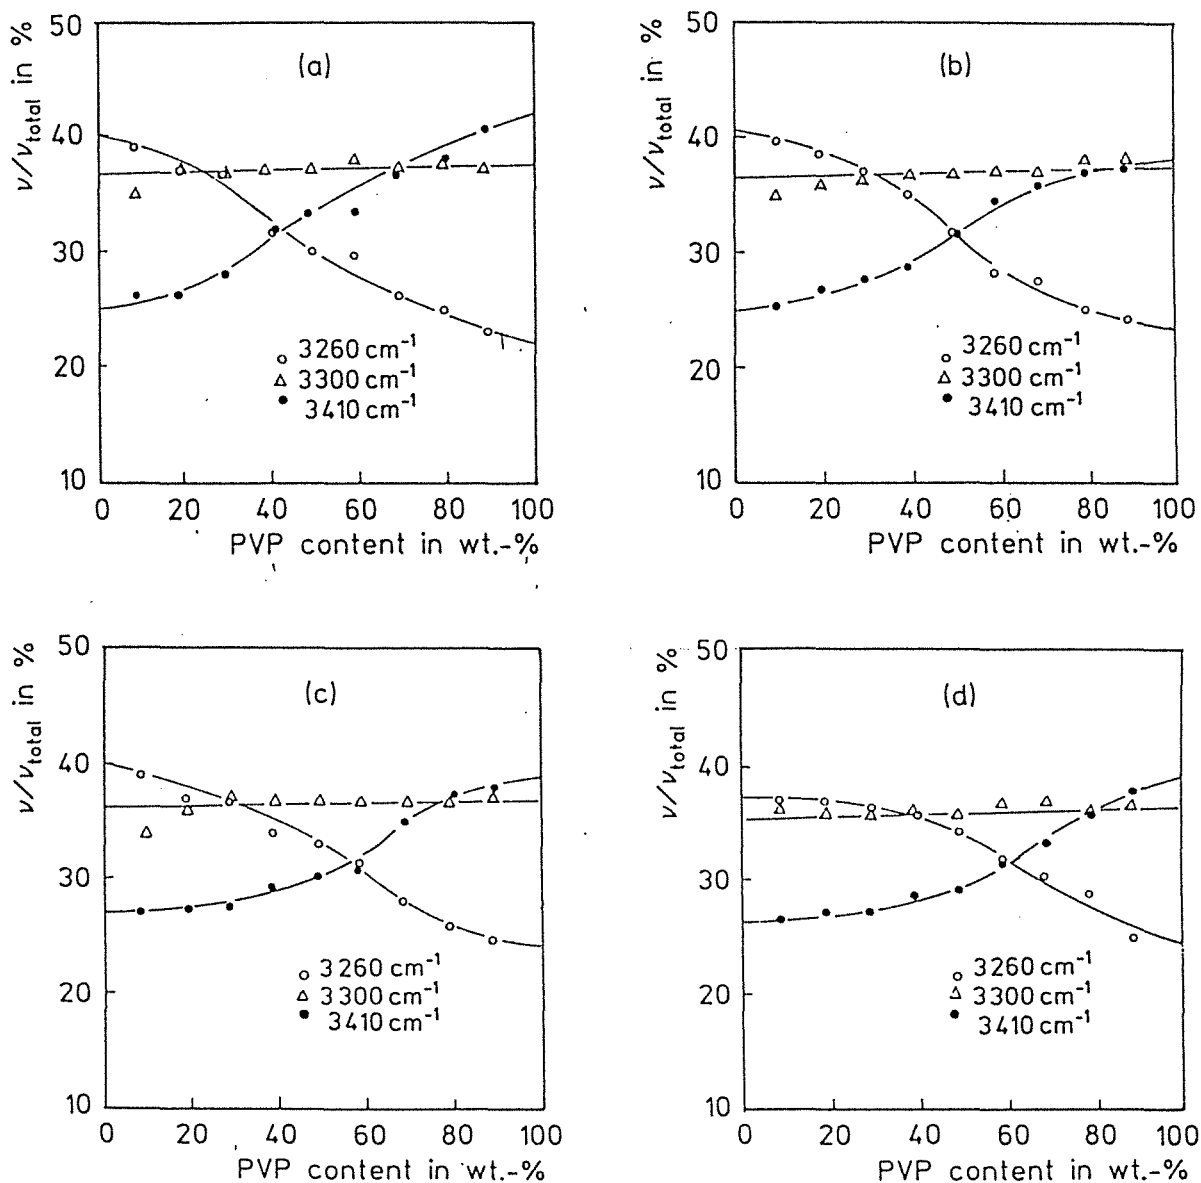 50
40
30
20
10
ν/νtotal in %
(a)
○ 3260 cm⁻¹
△ 3300 cm⁻¹
● 3410 cm⁻¹
0 20 40 60 80 100
PVP content in wt.-%
50
40
30
20
10
ν/νtotal in %
(b)
○ 3260 cm⁻¹
△ 3300 cm⁻¹
● 3410 cm⁻¹
0 20 40 60 80 100
PVP content in wt.-%
50
40
30
20
10
ν/νtotal in %
(c)
○ 3260 cm⁻¹
△ 3300 cm⁻¹
● 3410 cm⁻¹
0 20 40 60 80 100
PVP content in wt.-%
50
40
30
20
10
ν/νtotal in %
(d)
○ 3260 cm⁻¹
△ 3300 cm⁻¹
● 3410 cm⁻¹
0 20 40 60 80 100
PVP content in wt.-%